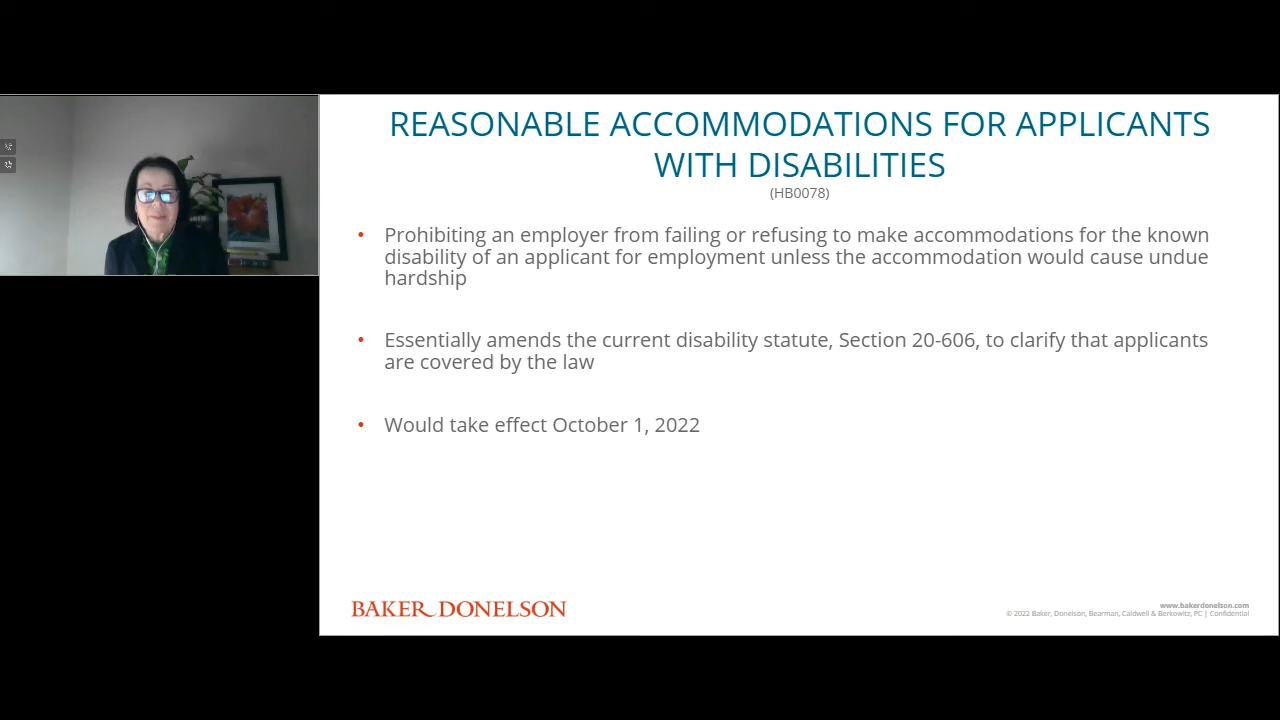 REASONABLE ACCOMMODATIONS FOR APPLICANTS
WITH DISABILITIES
(HB0078)
• Prohibiting an employer from failing or refusing to make accommodations for the known
disability of an applicant for employment unless the accommodation would cause undue
hardship
• Essentially amends the current disability statute, Section 20-606, to clarify that applicants
are covered by the law
• Would take effect October 1, 2022
BAKER DONELSON
www.bakerdonelson.com
© 2022 Baker, Donelson, Bearman, Caldwell & Berkowitz, PC | Confidential